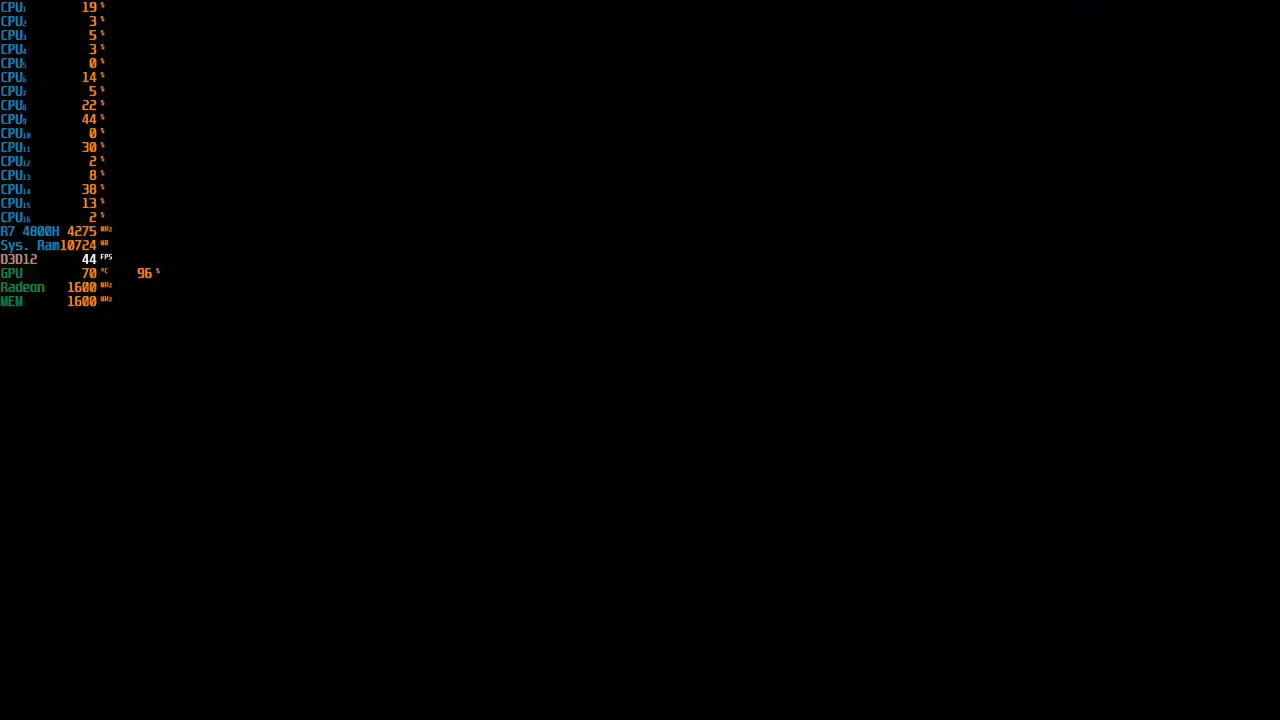 CPU1 19 %
CPU2 3 %
CPU3 5 %
CPU4 3 %
CPU5 0 %
CPU6 14 %
CPU7 5 %
CPU8 22 %
CPU9 44 %
CPU10 0 %
CPU11 30 %
CPU12 2 %
CPU13 8 %
CPU14 38 %
CPU15 13 %
CPU16 2 %
R7 4800H 4275 MHz
Sys. Ram 10724 MB
D3D12 44 FPS
GPU 70 °C 96 %
Radeon 1600 MHz
MEM 1600 MHz